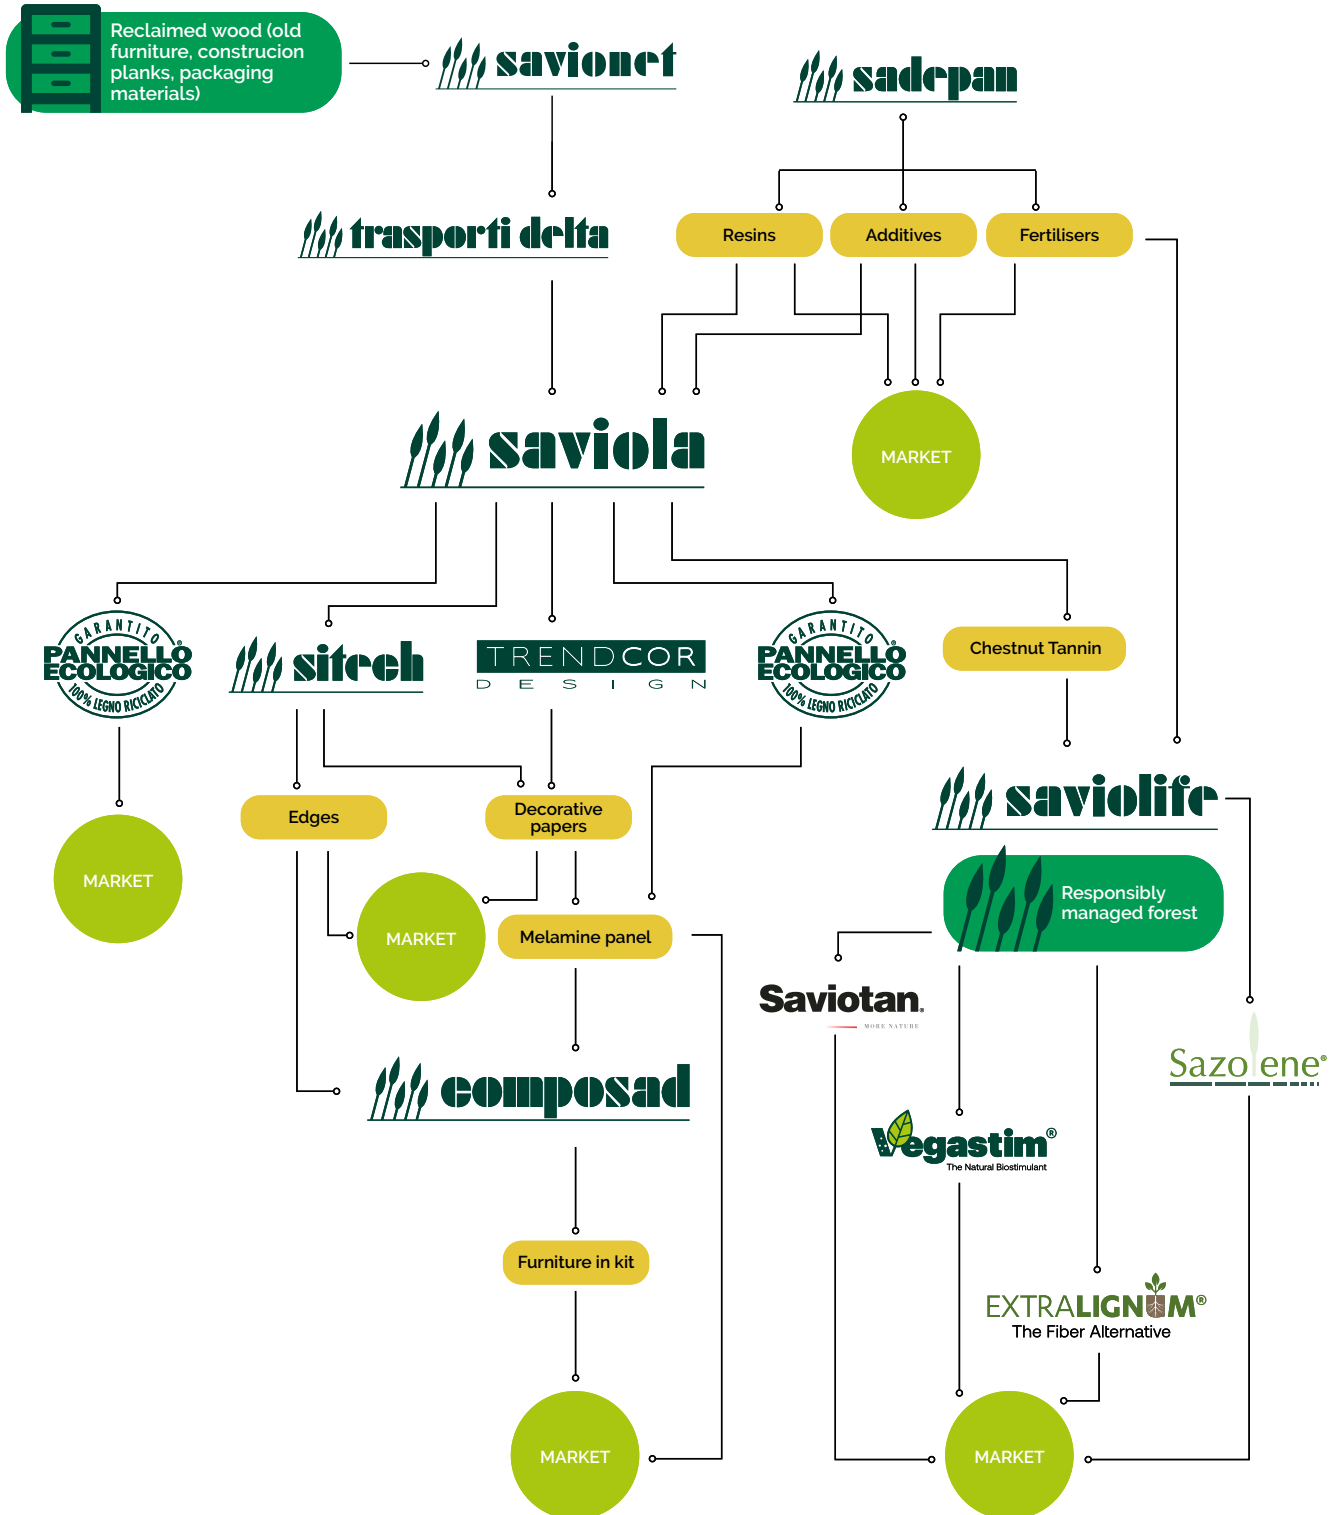 Reclaimed wood (old
furniture, construcion
planks, packaging
materials)
savionet
sadepan
trasporti delta
Resins
Additives
Fertilisers
saviola
MARKET
GARANTITO
PANNELLO®
ECOLOGICO
100% LEGNO RICICLATO
sitech
TRENDCOR
DESIGN
GARANTITO
PANNELLO®
ECOLOGICO
100% LEGNO RICICLATO
Chestnut Tannin
saviolife
Edges
Decorative
papers
MARKET
MARKET
Melamine panel
Responsibly
managed forest
Saviotan®
MORE NATURE
Sazolene®
composad
Vegastim®
The Natural Biostimulant
Furniture in kit
EXTRALIGNUM®
The Fiber Alternative
MARKET
MARKET